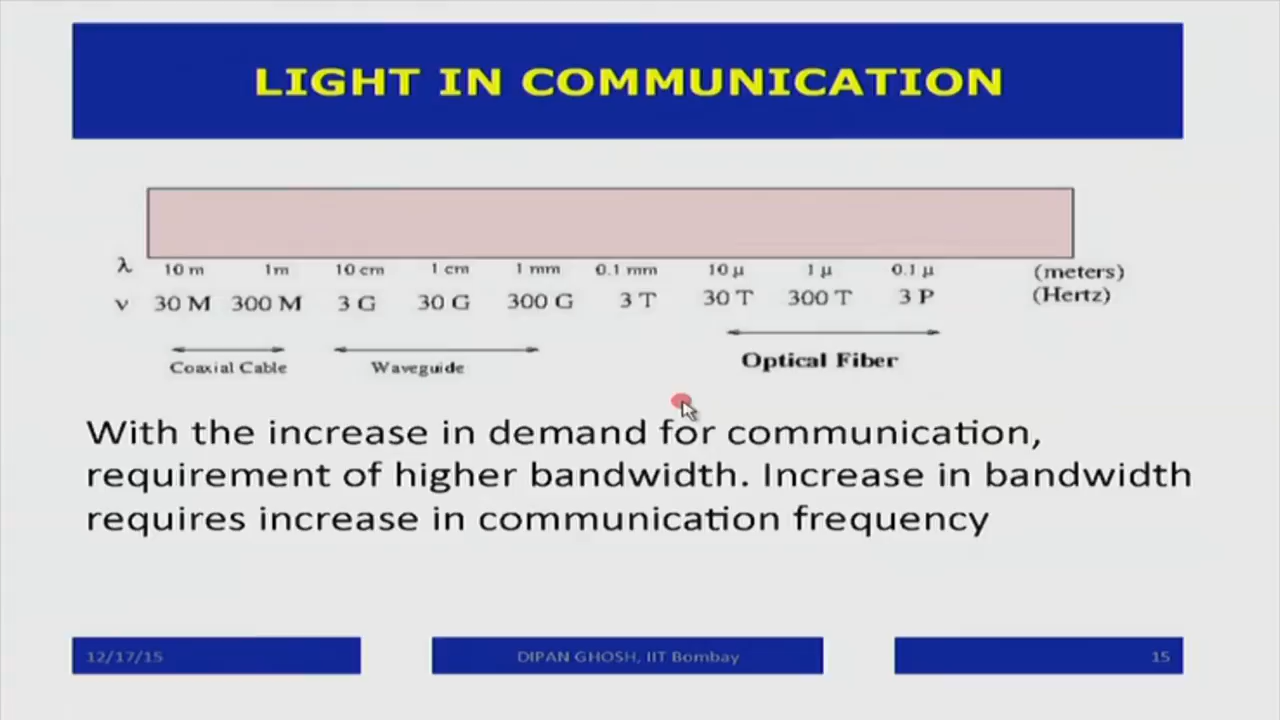 LIGHT IN COMMUNICATION
λ 10 m 1m 10 cm 1 cm 1 mm 0.1 mm 10 μ 1 μ 0.1 μ (meters)
ν 30 M 300 M 3 G 30 G 300 G 3 T 30 T 300 T 3 P (Hertz)
Coaxial Cable Waveguide Optical Fiber
With the increase in demand for communication,
requirement of higher bandwidth. Increase in bandwidth
requires increase in communication frequency
12/17/15 DIPAN GHOSH, IIT Bombay 15